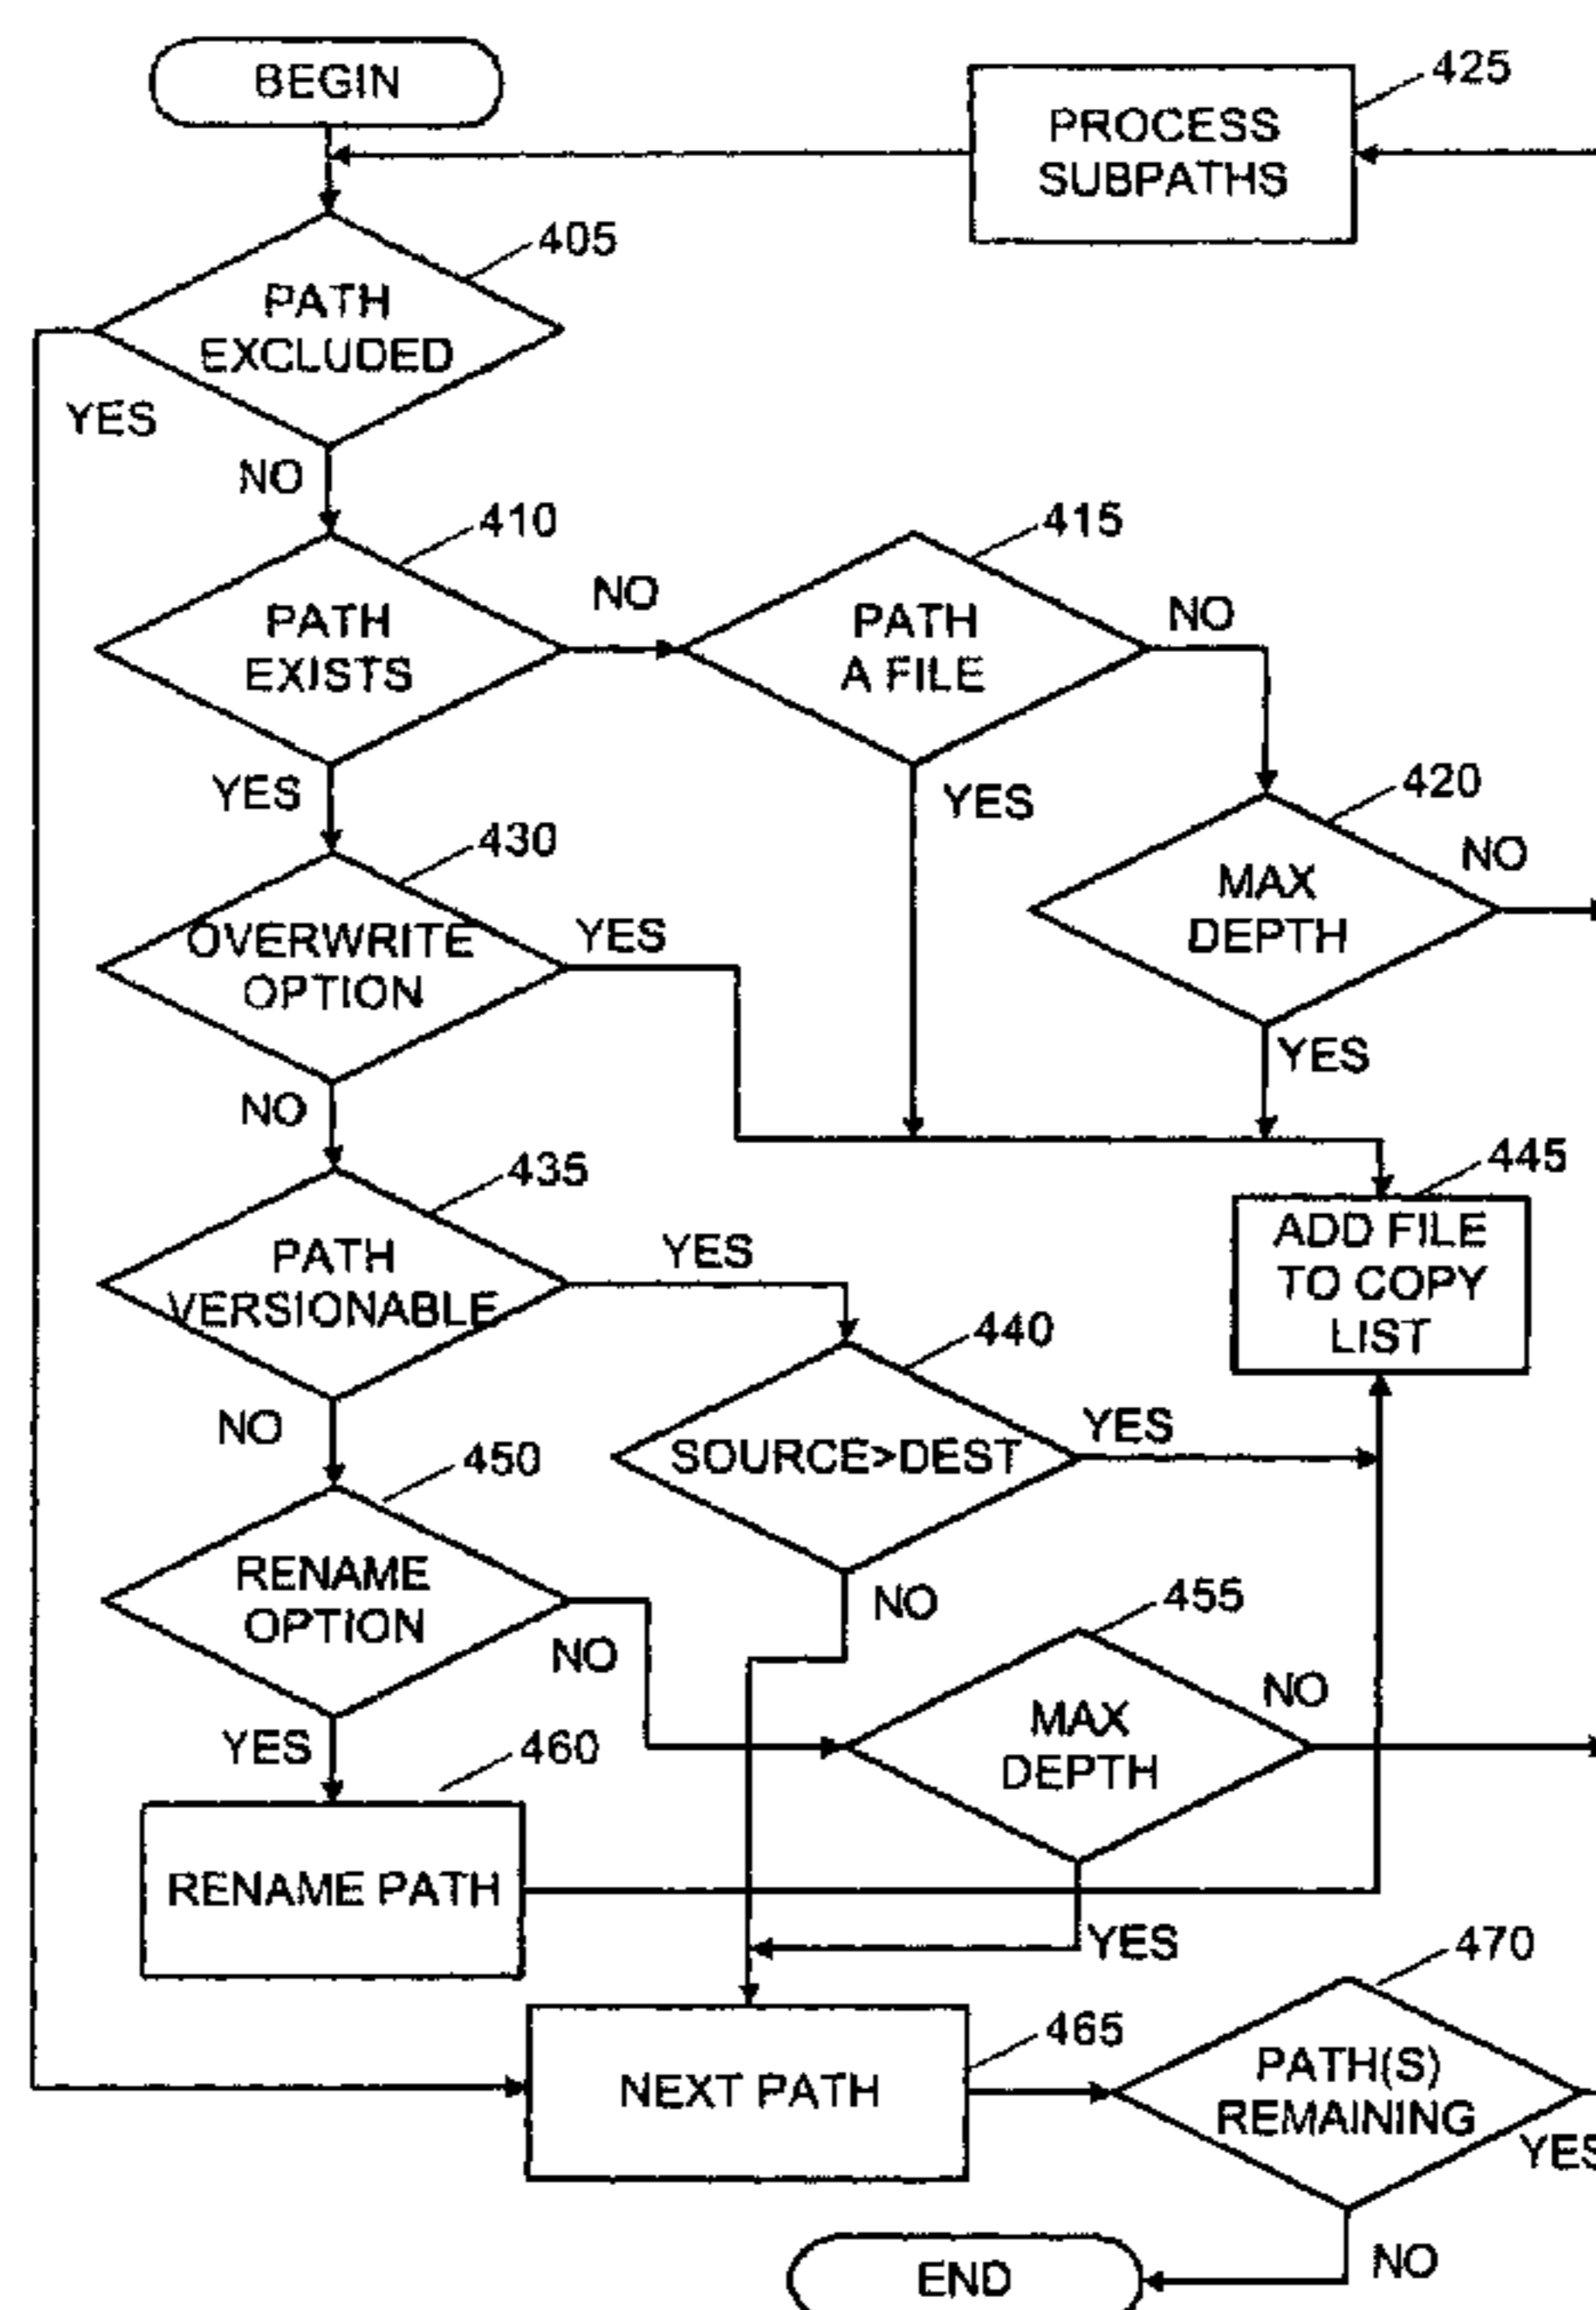 BEGIN
425
PROCESS
SUBPATHS
405
PATH
EXCLUDED
YES
NO
410
NO
415
NO
PATH
EXISTS
PATH
A FILE
YES
YES
420
NO
430
MAX
DEPTH
OVERWRITE
OPTION
YES
YES
NO
435
445
ADD FILE
TO COPY
LIST
PATH
VERSIONABLE
YES
440
NO
450
SOURCE>DEST
YES
RENAME
OPTION
NO
NO
455
NO
YES
460
MAX
DEPTH
RENAME PATH
YES
470
465
NEXT PATH
PATH(S)
REMAINING
YES
NO
END